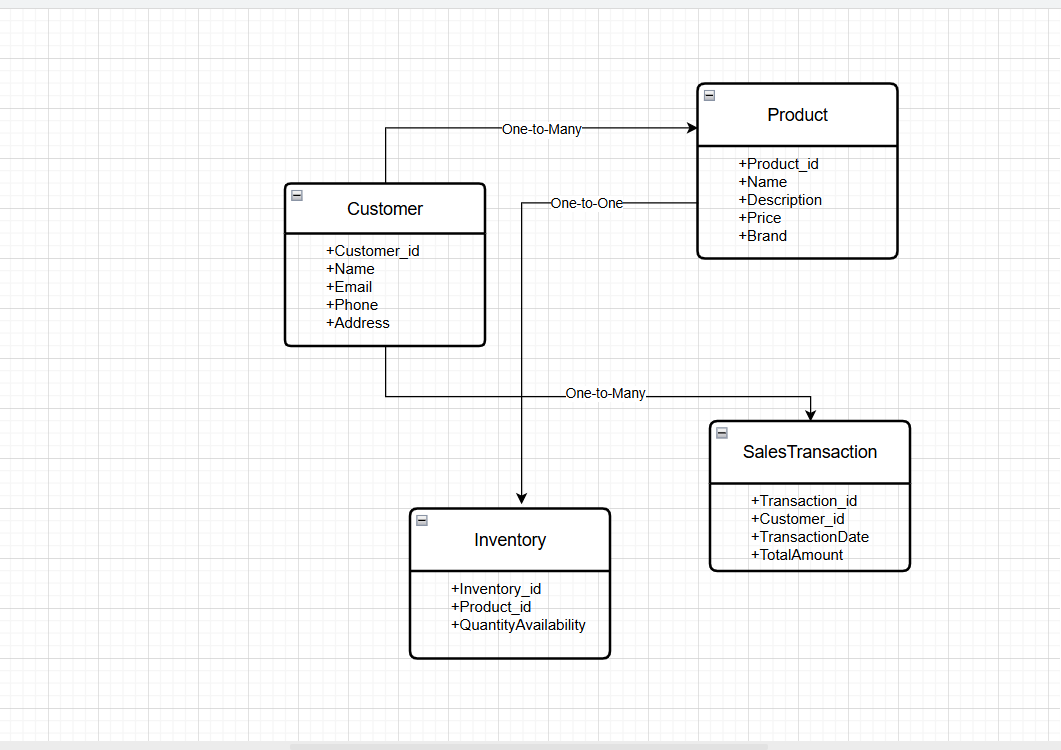 Product
+Product_id
+Name
+Description
+Price
+Brand
One-to-Many
One-to-One
Customer
+Customer_id
+Name
+Email
+Phone
+Address
One-to-Many
SalesTransaction
+Transaction_id
+Customer_id
+TransactionDate
+TotalAmount
Inventory
+Inventory_id
+Product_id
+QuantityAvailability